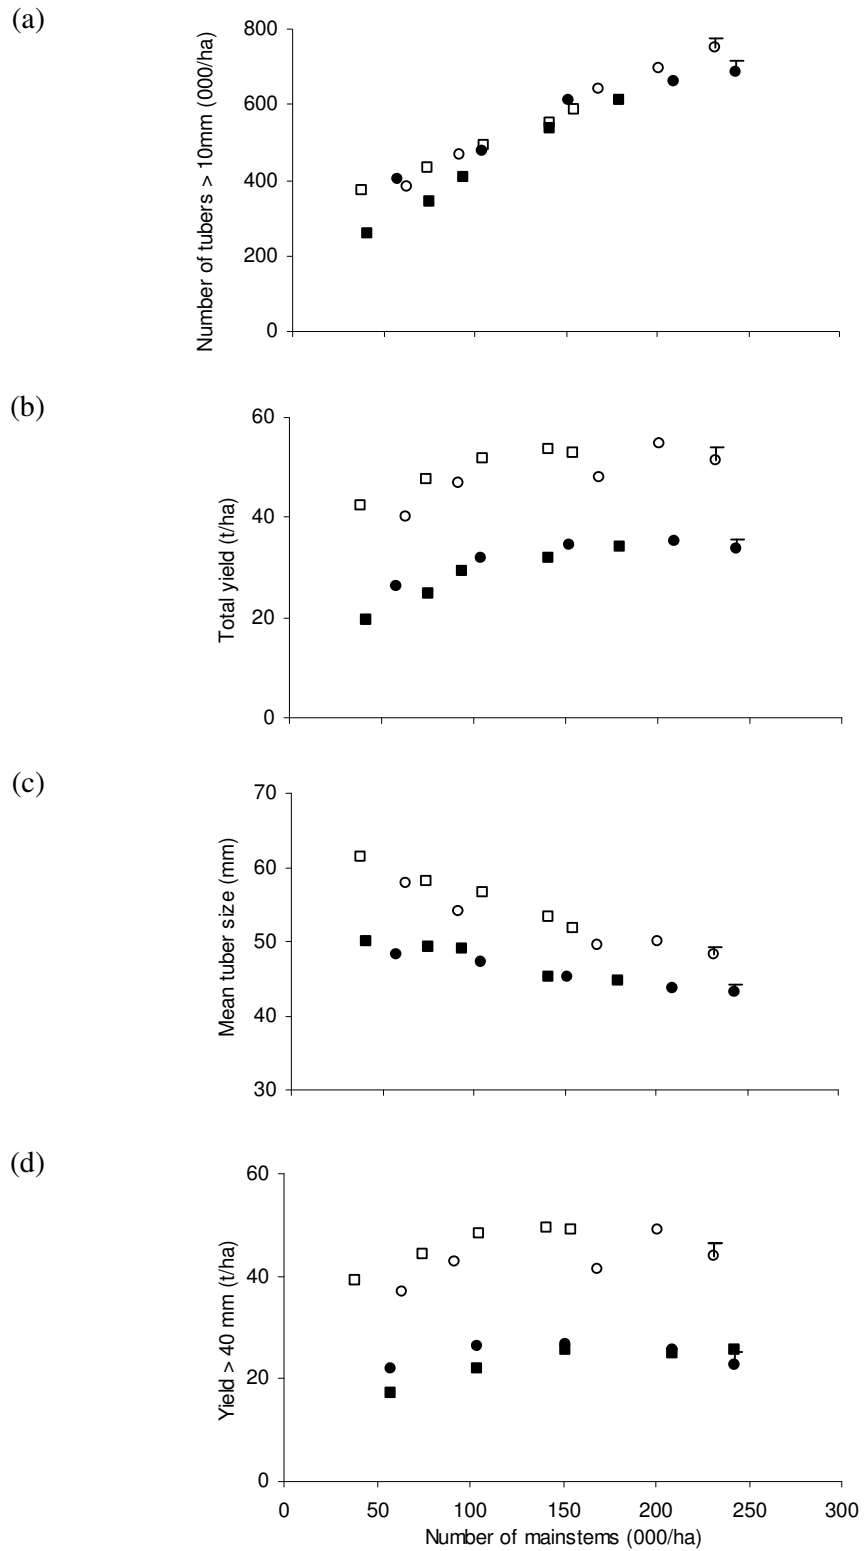 (a)
Number of tubers > 10mm (000/ha)
800
600
400
200
0
(b)
Total yield (t/ha)
60
40
20
0
(c)
Mean tuber size (mm)
70
60
50
40
30
(d)
Yield > 40 mm (t/ha)
60
40
20
0
0 50 100 150 200 250 300
Number of mainstems (000/ha)